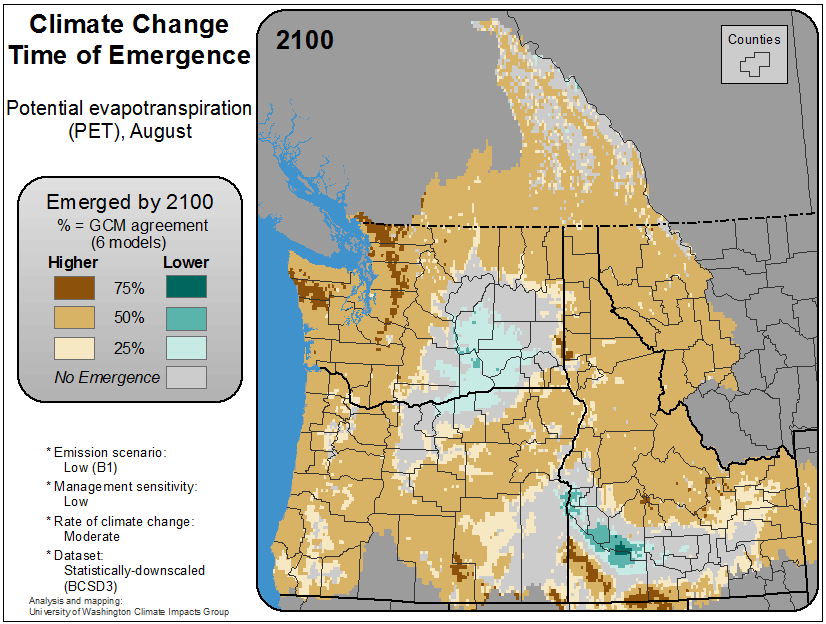 Climate Change
Time of Emergence
Potential evapotranspiration
(PET), August
Emerged by 2100
% = GCM agreement
(6 models)
Higher Lower
75%
50%
25%
No Emergence
* Emission scenario:
Low (B1)
* Management sensitivity:
Low
* Rate of climate change:
Moderate
* Dataset:
Statistically-downscaled
(BCSD3)
Analysis and mapping:
University of Washington Climate Impacts Group
2100
Counties